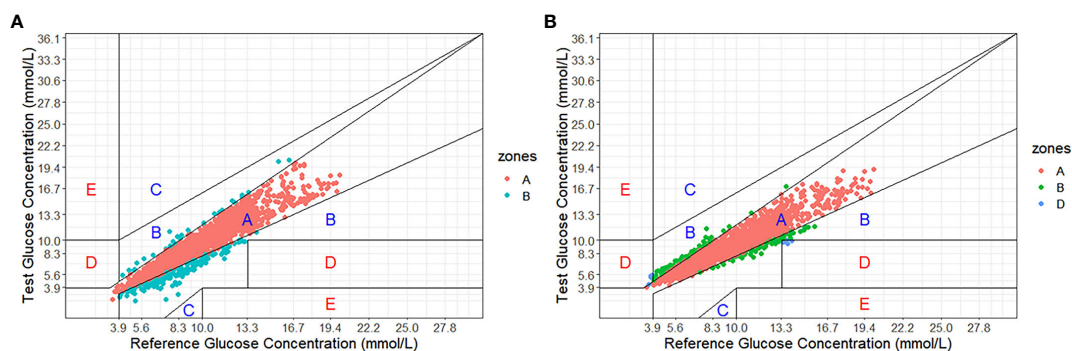 A
36.1
33.3
30.6
27.8
22.2
19.4
16.7
13.3
10.0
8.3
5.6
3.9
Test Glucose Concentration (mmol/L)
E
C
B
A
B
D
D
C
E
3.9 5.6 8.3 10.0 13.3 16.7 19.4 22.2 25.0 27.8
Reference Glucose Concentration (mmol/L)
zones
A
B
B
36.1
33.3
30.6
27.8
22.2
19.4
16.7
13.3
10.0
8.3
5.6
3.9
Test Glucose Concentration (mmol/L)
E
C
B
A
B
D
D
C
E
3.9 5.6 8.3 10.0 13.3 16.7 19.4 22.2 25.0 27.8
Reference Glucose Concentration (mmol/L)
zones
A
B
D